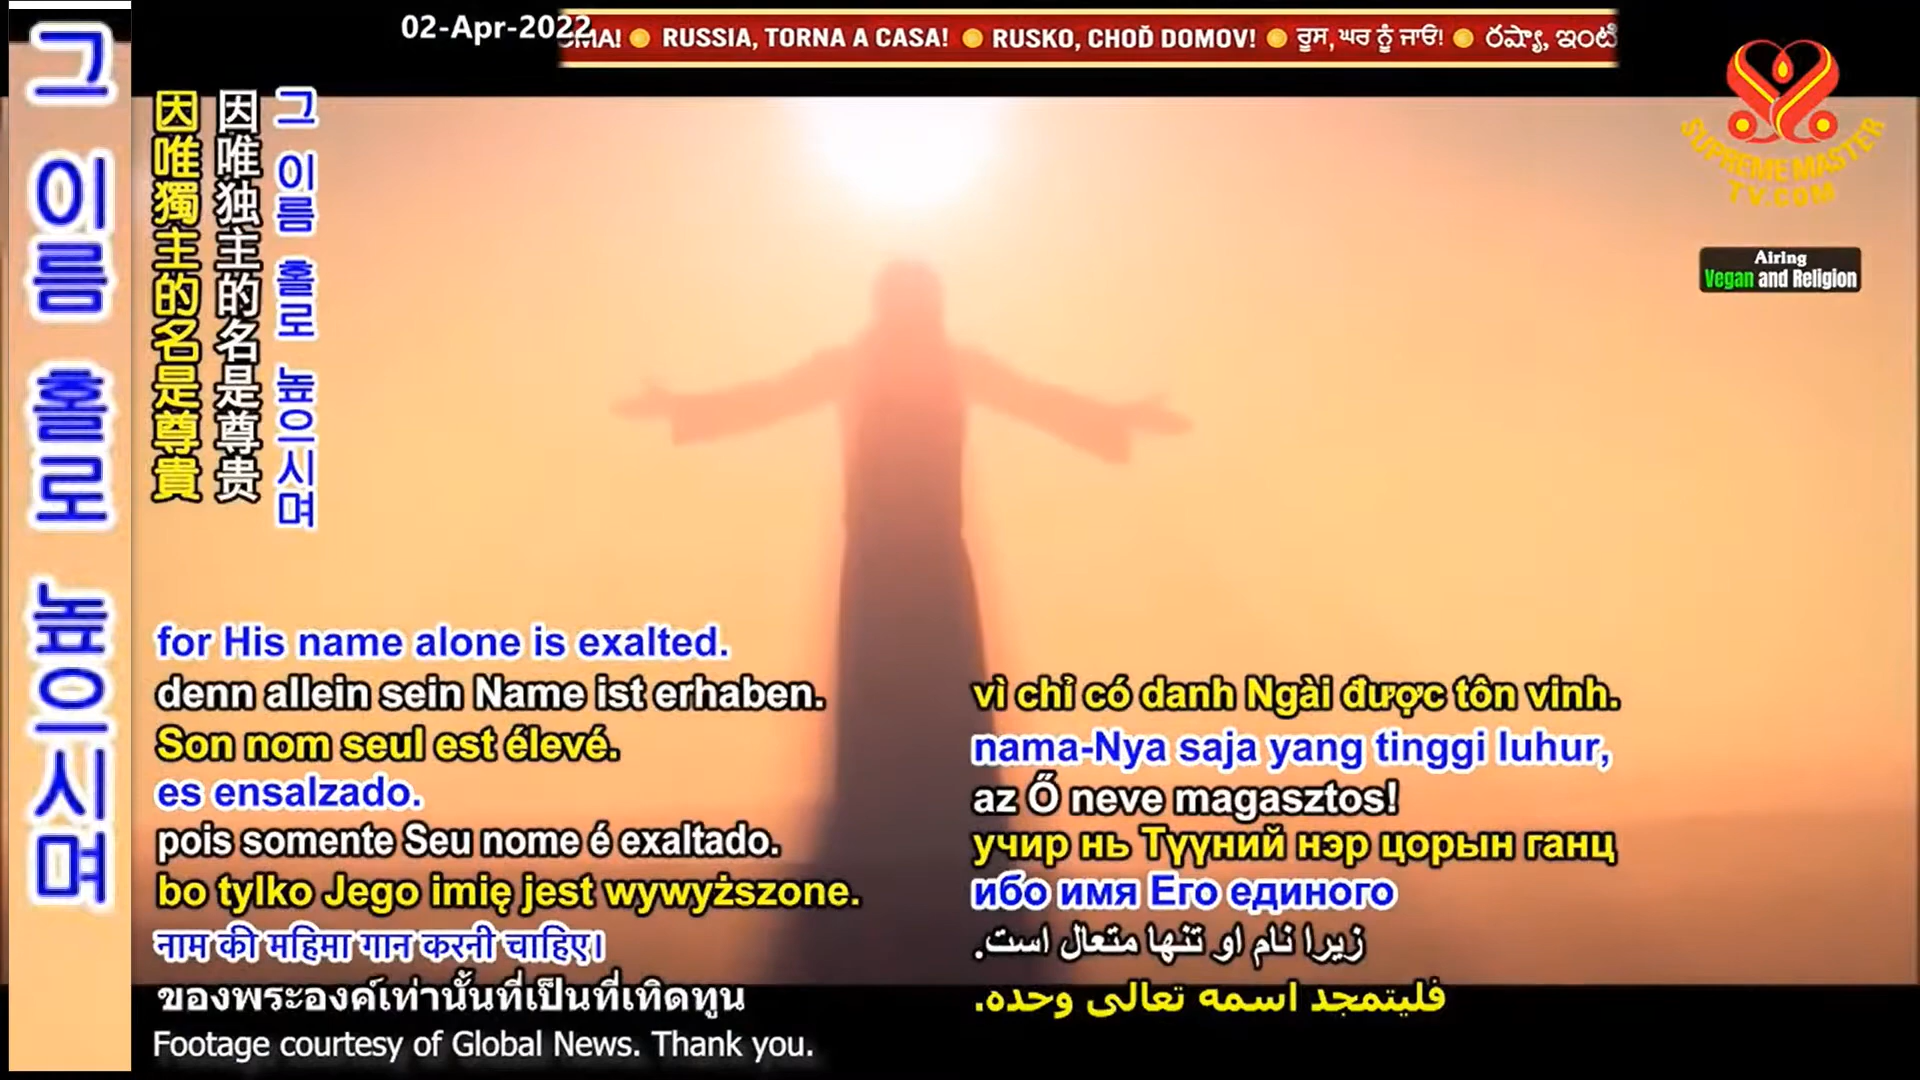 02-Apr-2022
OMA! RUSSIA, TORNA A CASA! RUSKO, CHOĎ DOMOV! ਰੂਸ, ਘਰ ਨੂੰ ਜਾਓ! రష్యా,
SUPREME MASTER
TV.COM
Airing
Vegan and Religion
그 이름 홀로 높으시며
因唯獨主的名是尊貴
因唯独主的名是尊贵
그 이름 홀로 높으시며
for His name alone is exalted.
denn allein sein Name ist erhaben.
Son nom seul est élevé.
es ensalzado.
pois somente Seu nome é exaltado.
bo tylko Jego imię jest wywyższone.
नाम की महिमा गान करनी चाहिए।
ของพระองค์เท่านั้นที่เป็นที่เทิดทูน
vì chỉ có danh Ngài được tôn vinh.
nama-Nya saja yang tinggi luhur,
az Ő neve magasztos!
учир нь Түүний нэр цорын ганц
ибо имя Его единого
زیرا نام او تنها متعال است.
فليتمجد اسمه تعالى وحده.
Footage courtesy of Global News. Thank you.